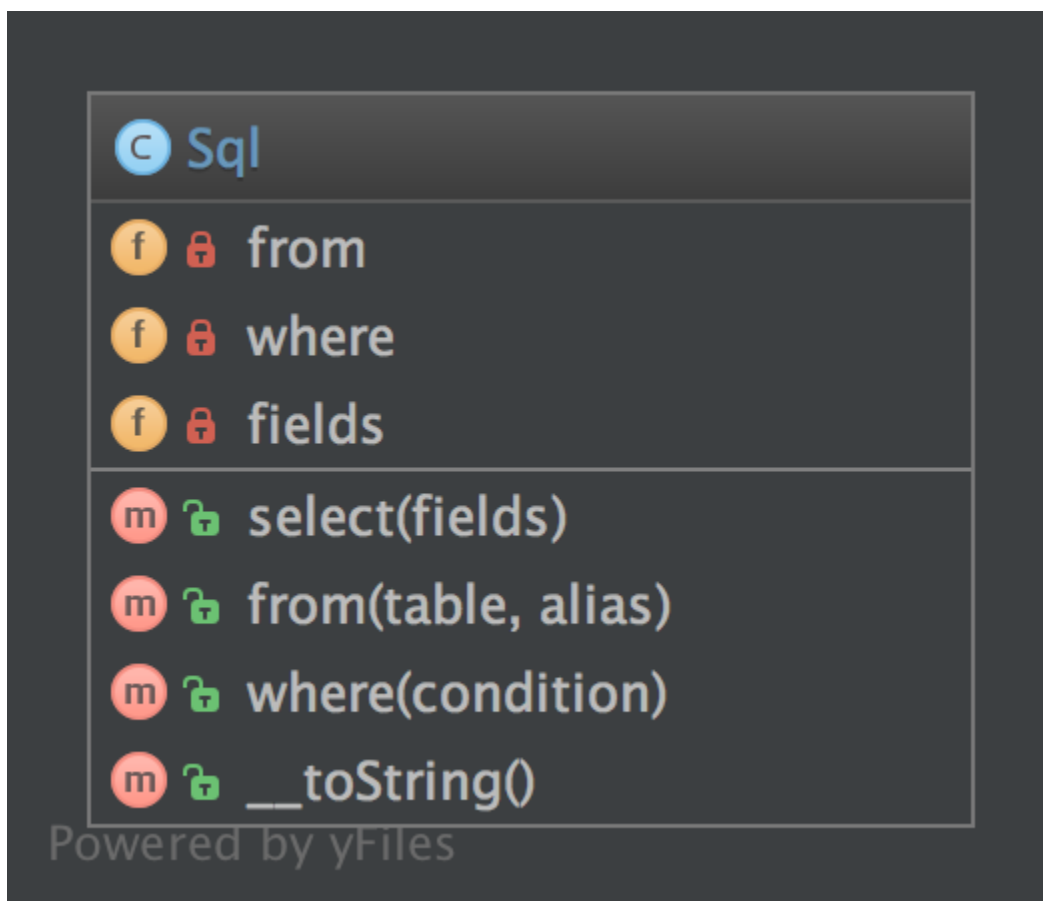 C Sql
f from
f where
f fields
m select(fields)
m from(table, alias)
m where(condition)
m __toString()
Powered by yFiles